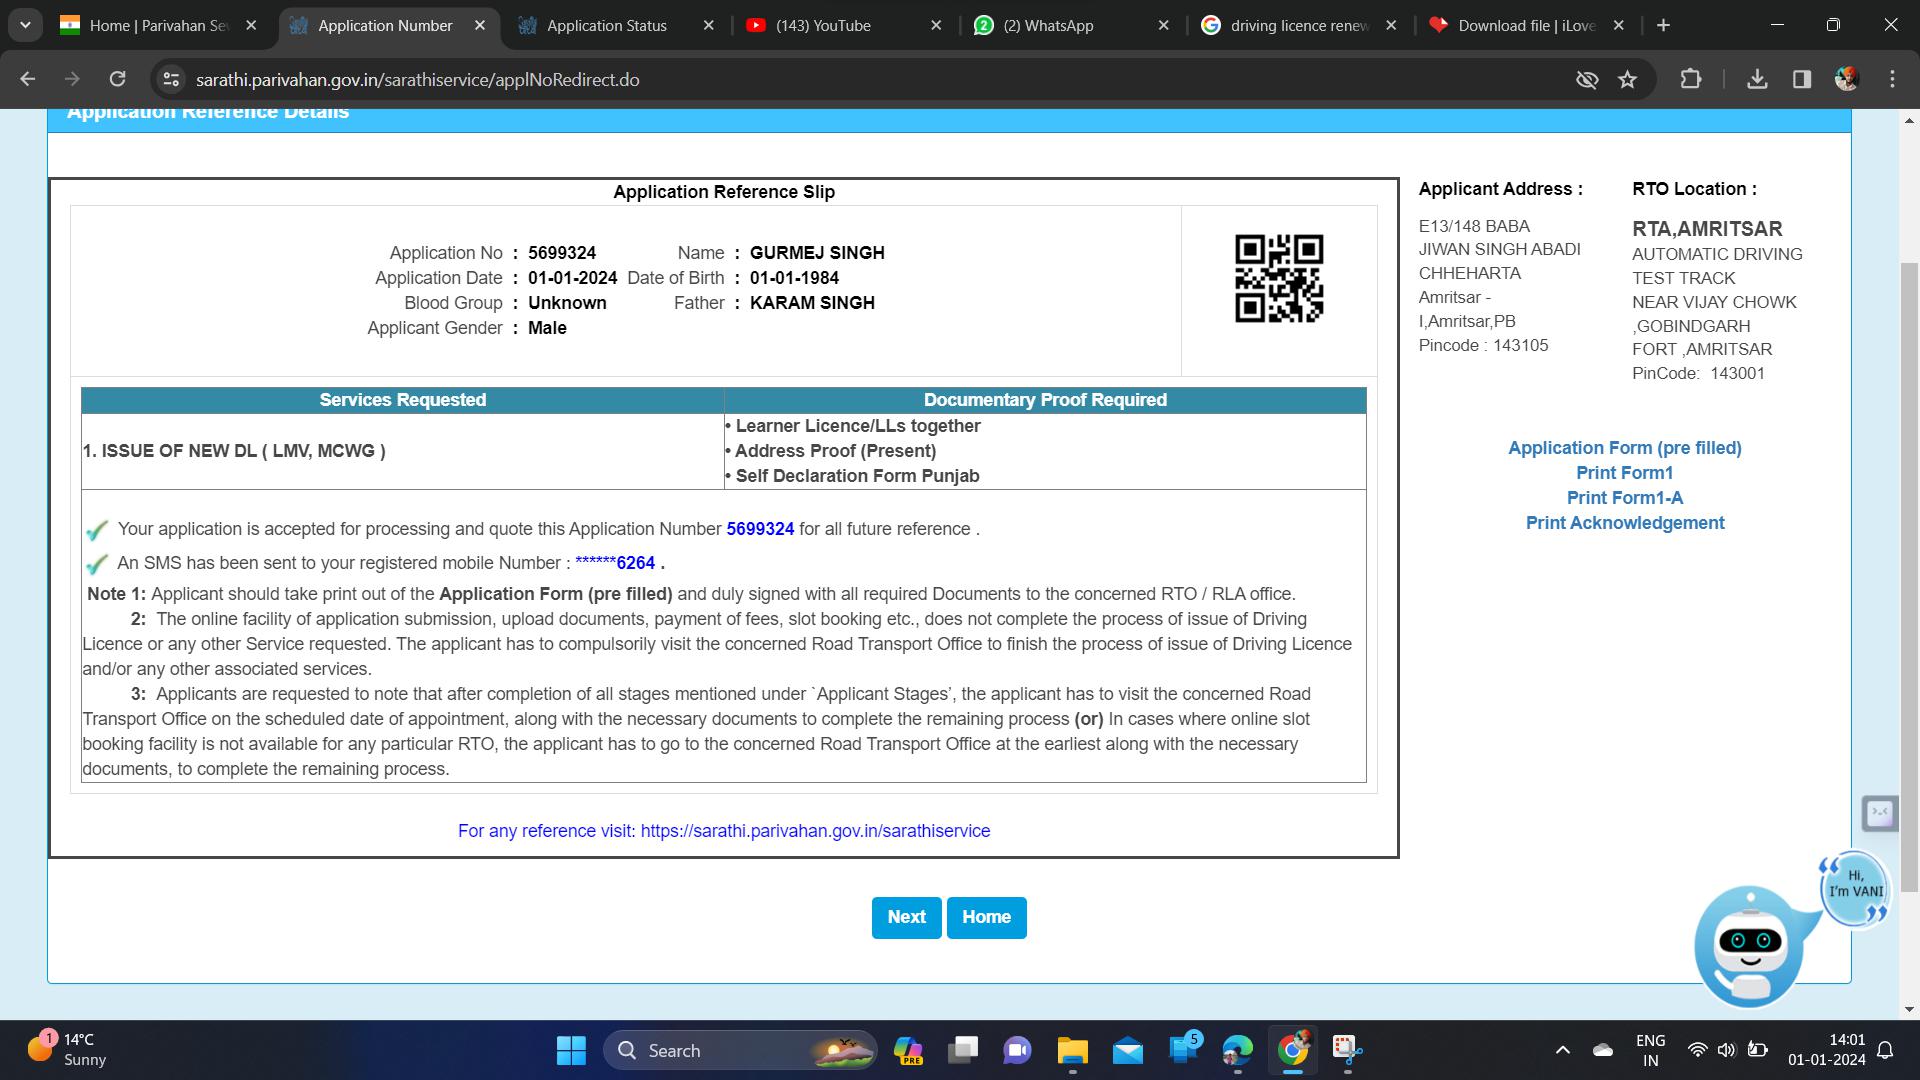 Home | Parivahan Se
Application Number
Application Status
(143) YouTube
(2) WhatsApp
driving licence renew
Download file | iLove
sarathi.parivahan.gov.in/sarathiservice/applNoRedirect.do
Application Reference Details
Application Reference Slip
Application No : 5699324 Name : GURMEJ SINGH
Application Date : 01-01-2024 Date of Birth : 01-01-1984
Blood Group : Unknown Father : KARAM SINGH
Applicant Gender : Male
Services Requested
Documentary Proof Required
1. ISSUE OF NEW DL ( LMV, MCWG )
• Learner Licence/LLs together
• Address Proof (Present)
• Self Declaration Form Punjab
Your application is accepted for processing and quote this Application Number 5699324 for all future reference .
An SMS has been sent to your registered mobile Number : ******6264 .
Note 1: Applicant should take print out of the Application Form (pre filled) and duly signed with all required Documents to the concerned RTO / RLA office.
2: The online facility of application submission, upload documents, payment of fees, slot booking etc., does not complete the process of issue of Driving
Licence or any other Service requested. The applicant has to compulsorily visit the concerned Road Transport Office to finish the process of issue of Driving Licence
and/or any other associated services.
3: Applicants are requested to note that after completion of all stages mentioned under `Applicant Stages’, the applicant has to visit the concerned Road
Transport Office on the scheduled date of appointment, along with the necessary documents to complete the remaining process (or) In cases where online slot
booking facility is not available for any particular RTO, the applicant has to go to the concerned Road Transport Office at the earliest along with the necessary
documents, to complete the remaining process.
For any reference visit: https://sarathi.parivahan.gov.in/sarathiservice
Applicant Address :
E13/148 BABA
JIWAN SINGH ABADI
CHHEHARTA
Amritsar -
I,Amritsar,PB
Pincode : 143105
RTO Location :
RTA,AMRITSAR
AUTOMATIC DRIVING
TEST TRACK
NEAR VIJAY CHOWK
,GOBINDGARH
FORT ,AMRITSAR
PinCode: 143001
Application Form (pre filled)
Print Form1
Print Form1-A
Print Acknowledgement
Next
Home
Hi,
I'm VANI
1
14°C
Sunny
Search
PRE
5
ENG
IN
14:01
01-01-2024